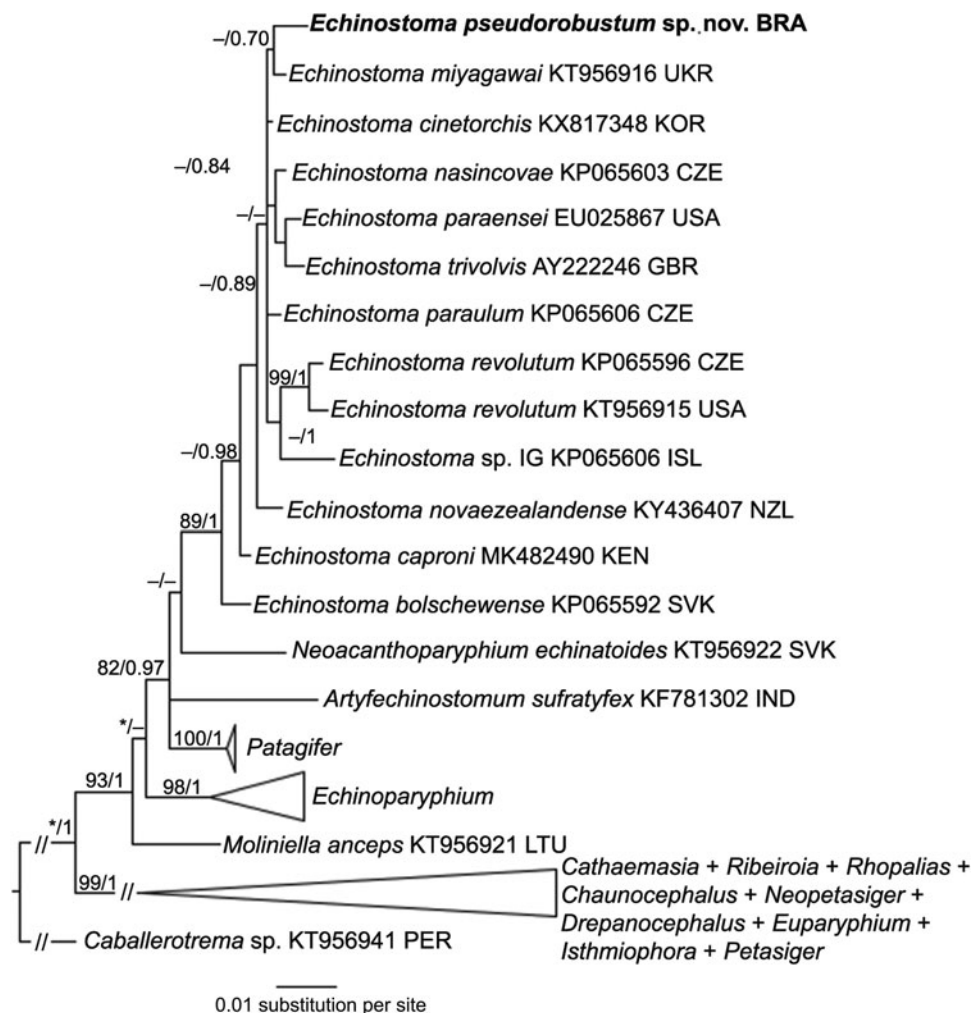 –/0.70
Echinostoma pseudorobustum sp. nov. BRA
Echinostoma miyagawai KT956916 UKR
Echinostoma cinetorchis KX817348 KOR
–/0.84
Echinostoma nasincovae KP065603 CZE
–/–
Echinostoma paraensei EU025867 USA
Echinostoma trivolvis AY222246 GBR
–/0.89
Echinostoma paraulum KP065606 CZE
Echinostoma revolutum KP065596 CZE
99/1
Echinostoma revolutum KT956915 USA
–/1
–/0.98
Echinostoma sp. IG KP065606 ISL
Echinostoma novaezealandense KY436407 NZL
89/1
Echinostoma caproni MK482490 KEN
–/–
Echinostoma bolschewense KP065592 SVK
Neoacanthoparyphium echinatoides KT956922 SVK
82/0.97
Artyfechinostomum sufratyfex KF781302 IND
*/–
100/1
Patagifer
93/1
98/1
Echinoparyphium
*/1
//
Moliniella anceps KT956921 LTU
99/1
//
Cathaemasia + Ribeiroia + Rhopalias +
Chaunocephalus + Neopetasiger +
Drepanocephalus + Euparyphium +
Isthmiophora + Petasiger
//
Caballerotrema sp. KT956941 PER
0.01 substitution per site